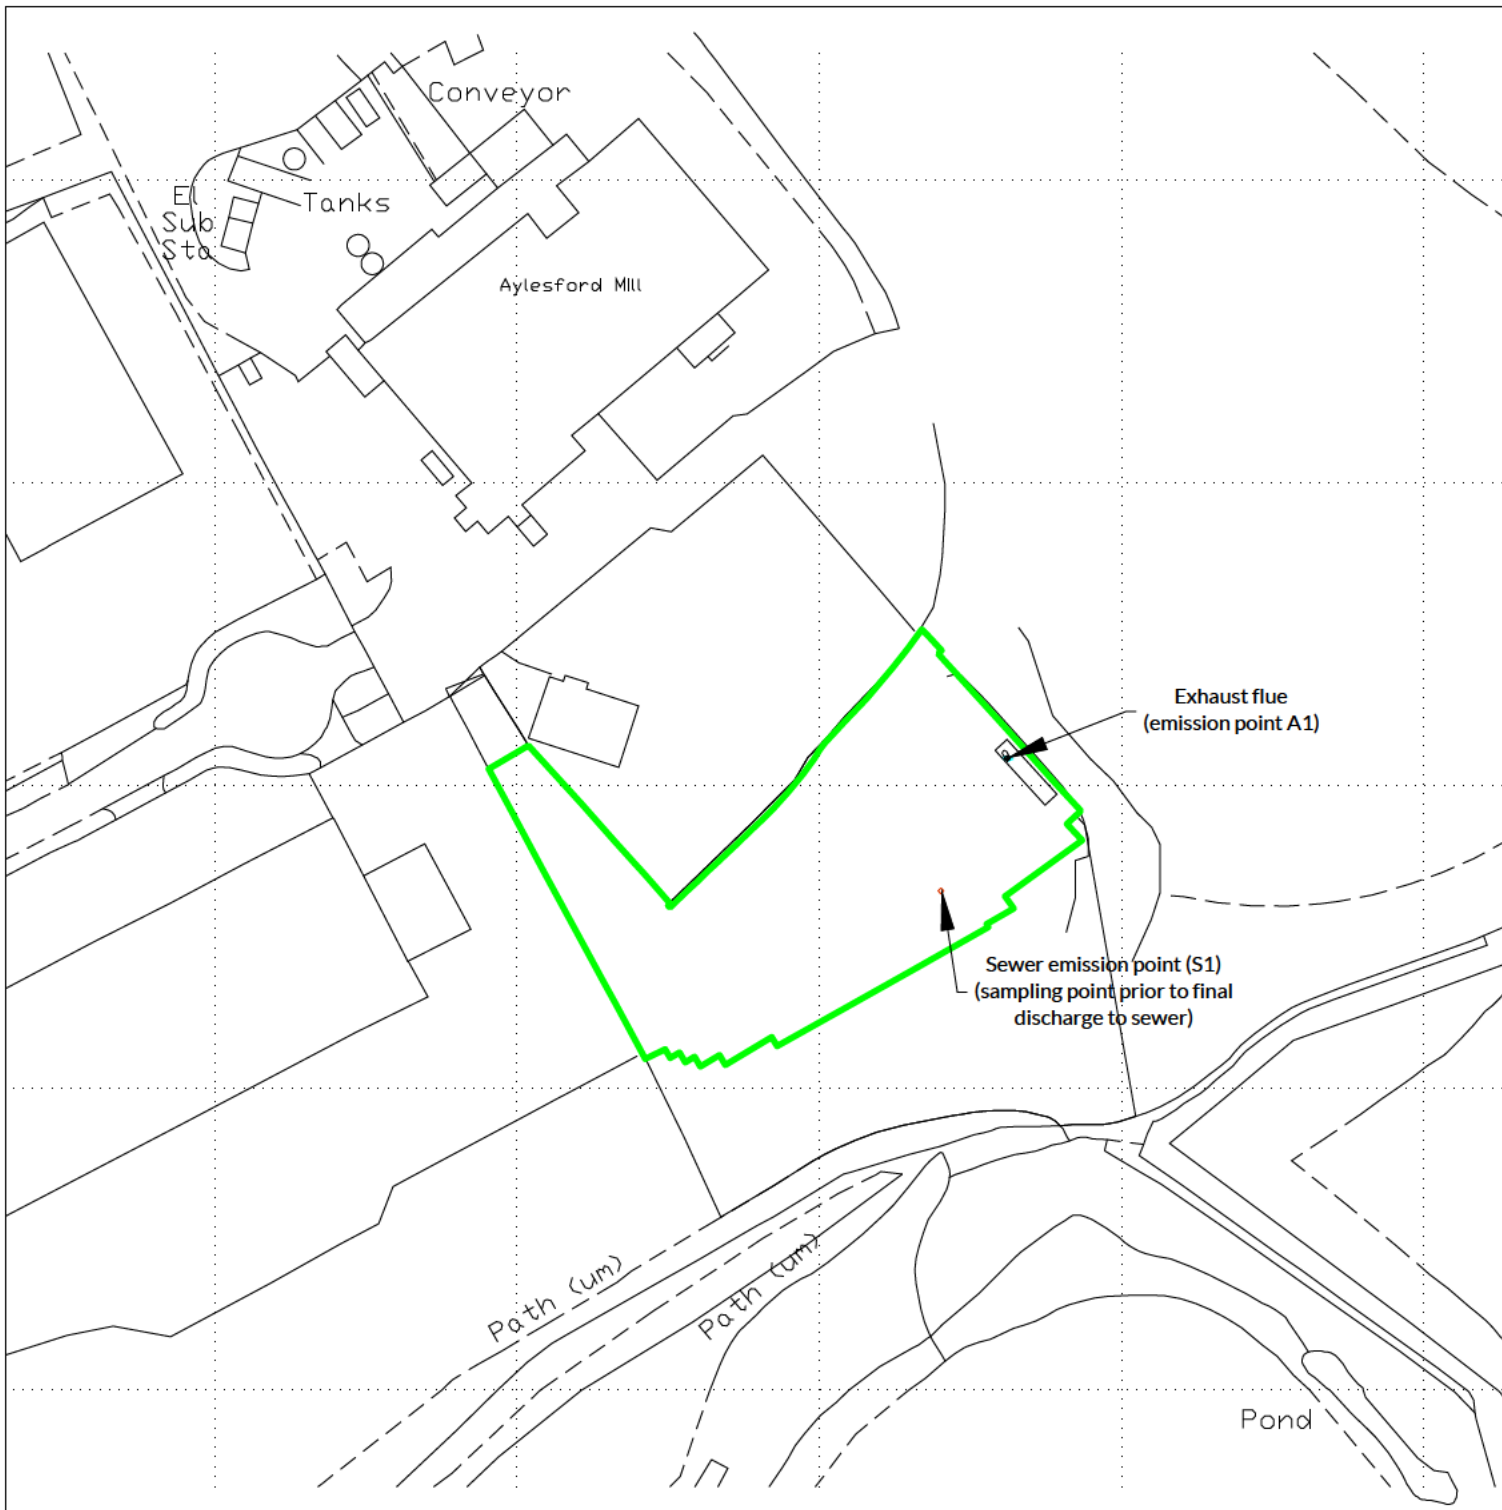 Conveyor
El
Sub
Sta
Tanks
Aylesford Mill
Exhaust flue
(emission point A1)
Sewer emission point (S1)
(sampling point prior to final
discharge to sewer)
Path (um)
Path (um)
Pond